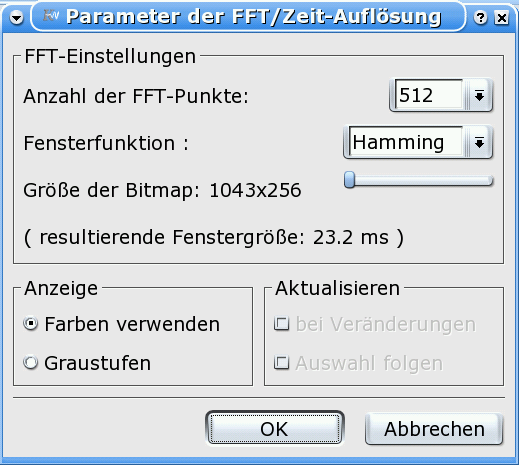 Parameter der FFT/Zeit-Auflösung
FFT-Einstellungen
Anzahl der FFT-Punkte: 512
Fensterfunktion : Hamming
Größe der Bitmap: 1043x256
( resultierende Fenstergröße: 23.2 ms )
Anzeige
Farben verwenden
Graustufen
Aktualisieren
bei Veränderungen
Auswahl folgen
OK Abbrechen